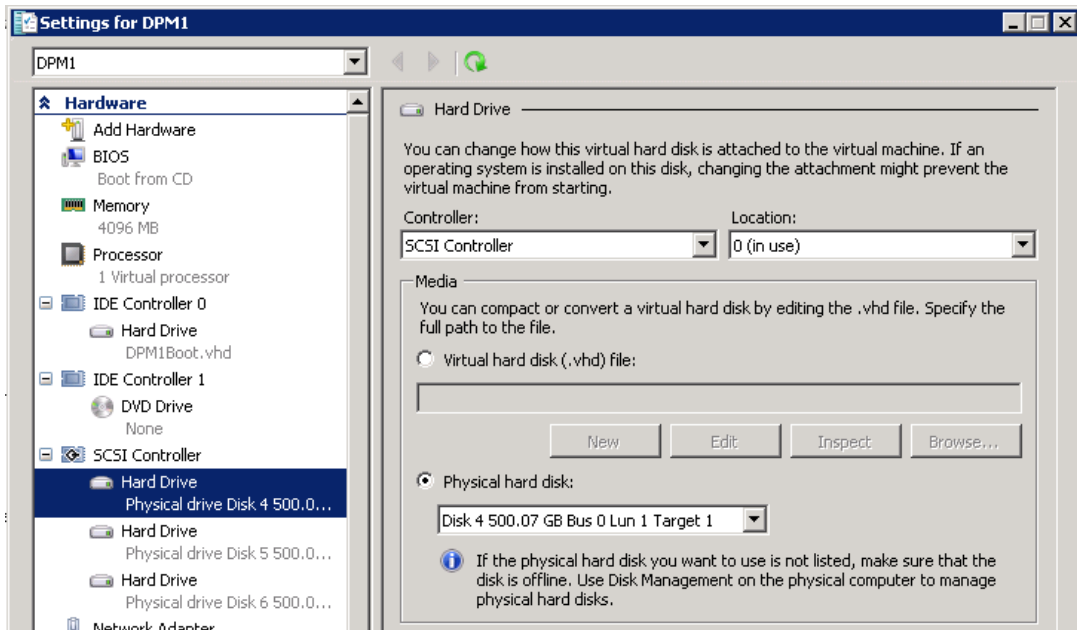 Settings for DPM1
DPM1
Hardware
Add Hardware
BIOS
Boot from CD
Memory
4096 MB
Processor
1 Virtual processor
IDE Controller 0
Hard Drive
DPM1Boot.vhd
IDE Controller 1
DVD Drive
None
SCSI Controller
Hard Drive
Physical drive Disk 4 500.0...
Hard Drive
Physical drive Disk 5 500.0...
Hard Drive
Physical drive Disk 6 500.0...
Network Adapter
Hard Drive
You can change how this virtual hard disk is attached to the virtual machine. If an
operating system is installed on this disk, changing the attachment might prevent the
virtual machine from starting.
Controller:
Location:
SCSI Controller
0 (in use)
Media
You can compact or convert a virtual hard disk by editing the .vhd file. Specify the
full path to the file.
Virtual hard disk (.vhd) file:
New
Edit
Inspect
Browse...
Physical hard disk:
Disk 4 500.07 GB Bus 0 Lun 1 Target 1
If the physical hard disk you want to use is not listed, make sure that the
disk is offline. Use Disk Management on the physical computer to manage
physical hard disks.